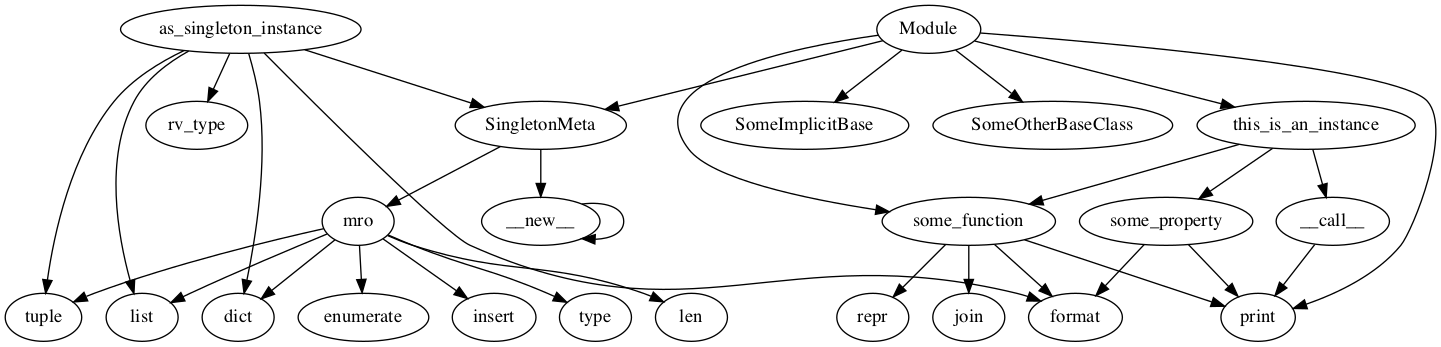 as_singleton_instance
Module
rv_type
SingletonMeta
SomeImplicitBase
SomeOtherBaseClass
this_is_an_instance
mro
__new__
some_function
some_property
__call__
tuple
list
dict
enumerate
insert
type
len
repr
join
format
print